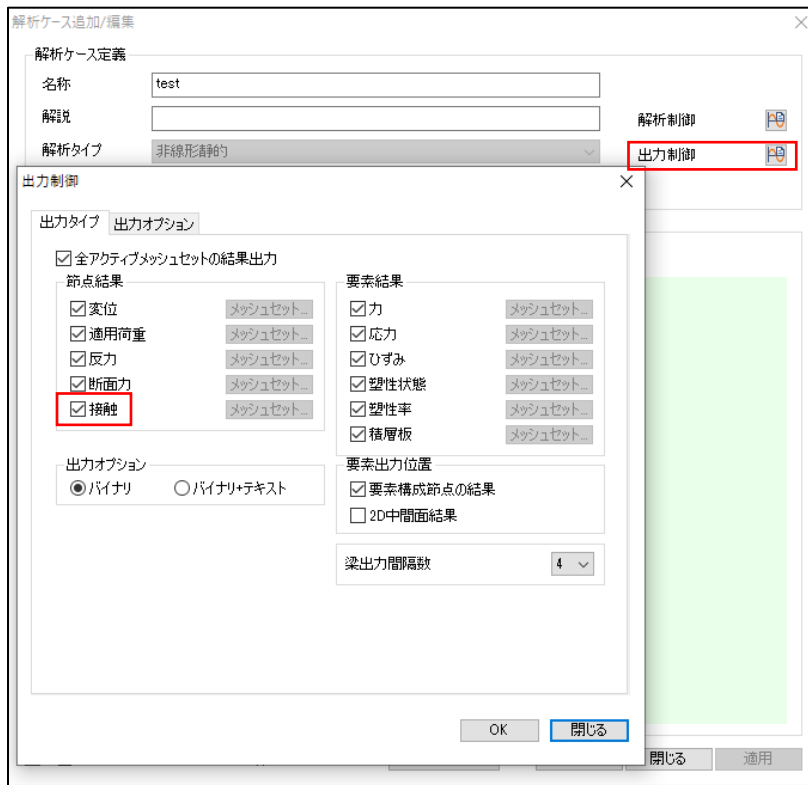 解析ケース追加/編集
解析ケース定義
名称
test
解説
解析制御
解析タイプ
非線形静的
出力制御
出力制御
出力タイプ
出力オプション
全アクティブメッシュセットの結果出力
節点結果
変位
メッシュセット...
適用荷重
メッシュセット...
反力
メッシュセット...
断面力
メッシュセット...
接触
メッシュセット...
要素結果
力
メッシュセット...
応力
メッシュセット...
ひずみ
メッシュセット...
塑性状態
メッシュセット...
塑性率
メッシュセット...
積層板
メッシュセット...
出力オプション
バイナリ
バイナリ+テキスト
要素出力位置
要素構成節点の結果
2D中間面結果
梁出力間隔数
4
OK
閉じる
閉じる
適用